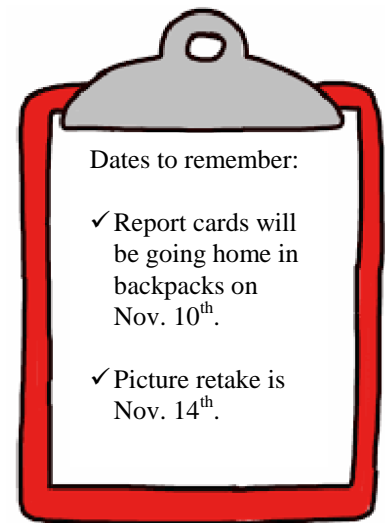 Dates to remember:
✓ Report cards will
be going home in
backpacks on
Nov. 10th.
✓ Picture retake is
Nov. 14th.